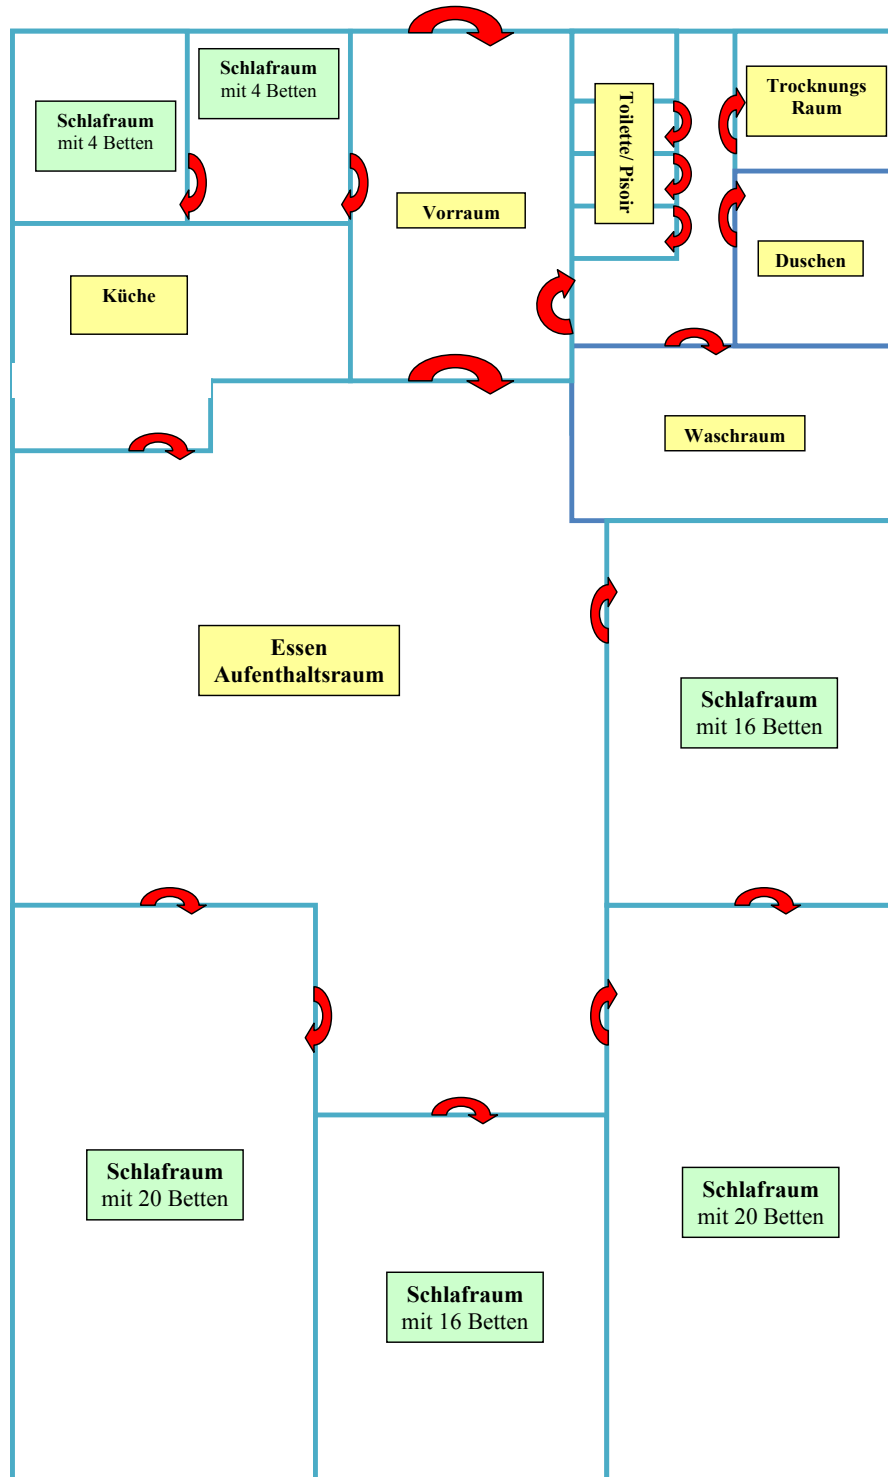 Schlafraum
mit 4 Betten
Schlafraum
mit 4 Betten
Vorraum
Toilette/ Pisoir
Trocknungs
Raum
Duschen
Küche
Waschraum
Essen
Aufenthaltsraum
Schlafraum
mit 16 Betten
Schlafraum
mit 20 Betten
Schlafraum
mit 16 Betten
Schlafraum
mit 20 Betten